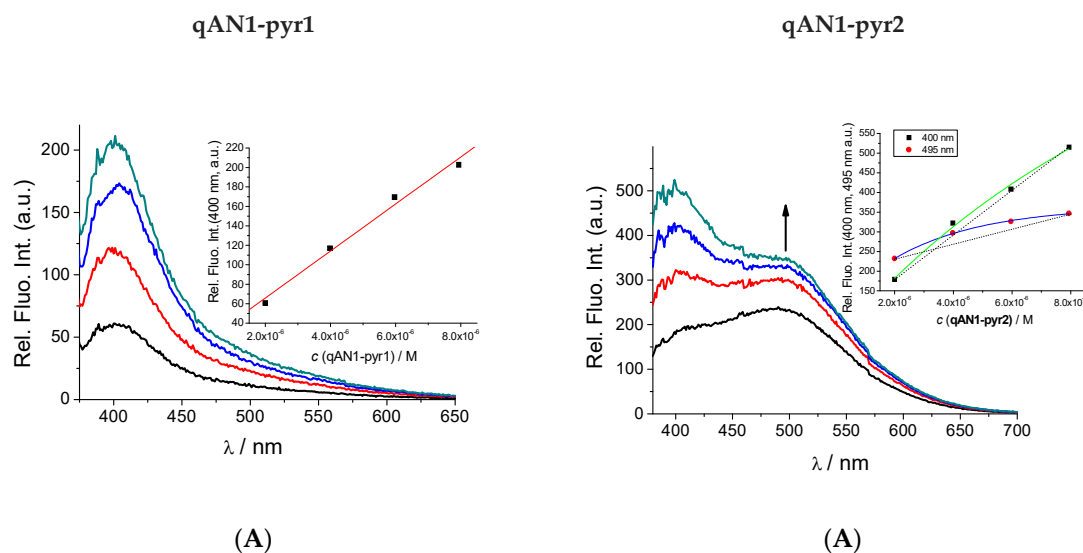 qAN1-pyr1
qAN1-pyr2
Rel. Fluo. Int. (a.u.)
200
150
100
50
0
400
450
500
550
600
650
λ / nm
Rel. Fluo. Int.(400 nm, a.u.)
220
200
180
160
140
120
100
80
60
40
2.0x10⁻⁶
4.0x10⁻⁶
6.0x10⁻⁶
8.0x10⁻⁶
c (qAN1-pyr1) / M
(A)
Rel. Fluo. Int. (a.u.)
500
400
300
200
100
0
400
450
500
550
600
650
700
λ / nm
Rel. Fluo. Int. (400 nm, 495 nm a.u.)
550
500
450
400
350
300
250
200
150
100
400 nm
495 nm
2.0x10⁻⁶
4.0x10⁻⁶
6.0x10⁻⁶
8.0x10⁻⁶
c (qAN1-pyr2) / M
(A)